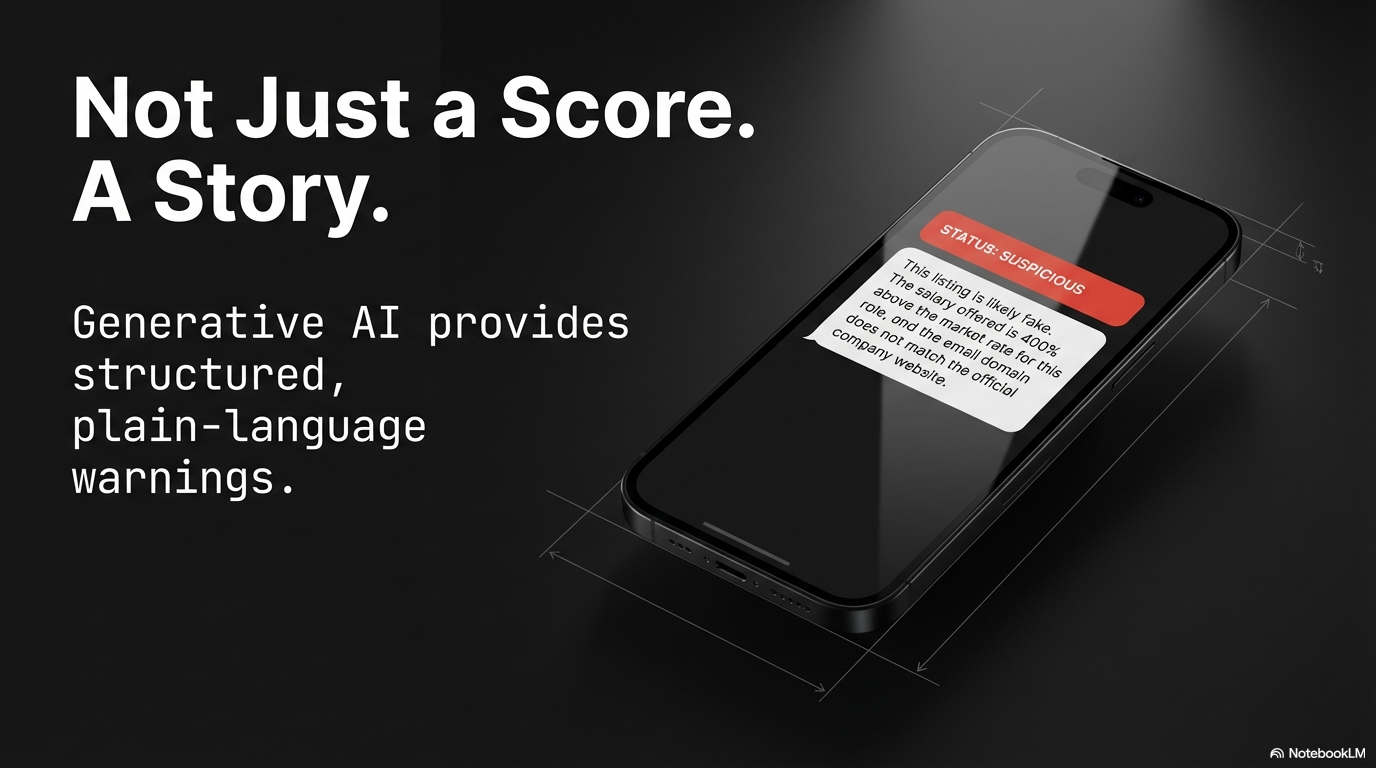 Not Just a Score.
A Story.
Generative AI provides
structured,
plain-language
warnings.
STATUS: SUSPICIOUS
This listing is likely fake.
The salary offered is 400%
above the market rate for this
role, and the email domain
does not match the official
company website.
NotebookLM